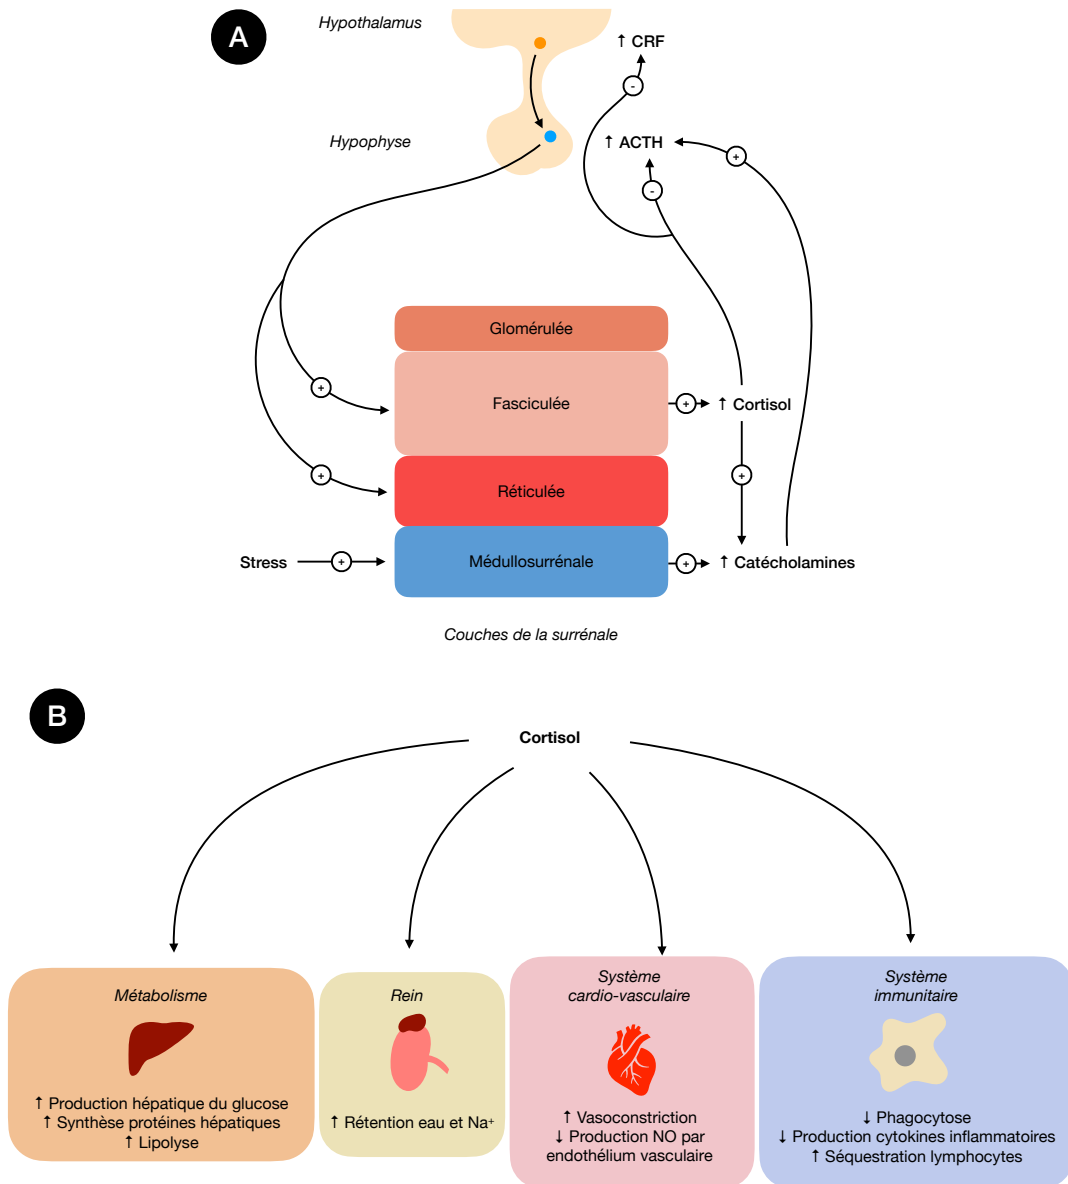 A
Hypothalamus
↑ CRF
-
Hypophyse
↑ ACTH
+
-
Glomérulée
+
Fasciculée
+
↑ Cortisol
+
Réticulée
+
Stress
+
Médullosurrénale
+
↑ Catécholamines
Couches de la surrénale
B
Cortisol
Métabolisme
↑ Production hépatique du glucose
↑ Synthèse protéines hépatiques
↑ Lipolyse
Rein
↑ Rétention eau et Na⁺
Système
cardio-vasculaire
↑ Vasoconstriction
↓ Production NO par
endothélium vasculaire
Système
immunitaire
↓ Phagocytose
↓ Production cytokines inflammatoires
↑ Séquestration lymphocytes